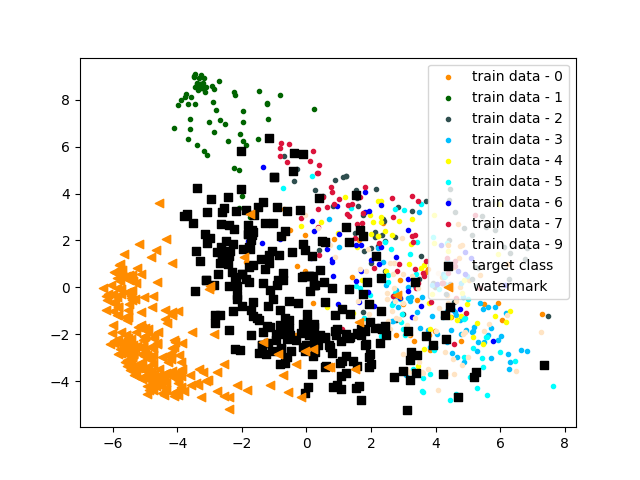 train data - 0
train data - 1
train data - 2
train data - 3
train data - 4
train data - 5
train data - 6
train data - 7
train data - 9
target class
watermark
8
6
4
2
0
−2
−4
−6 −4 −2 0 2 4 6 8